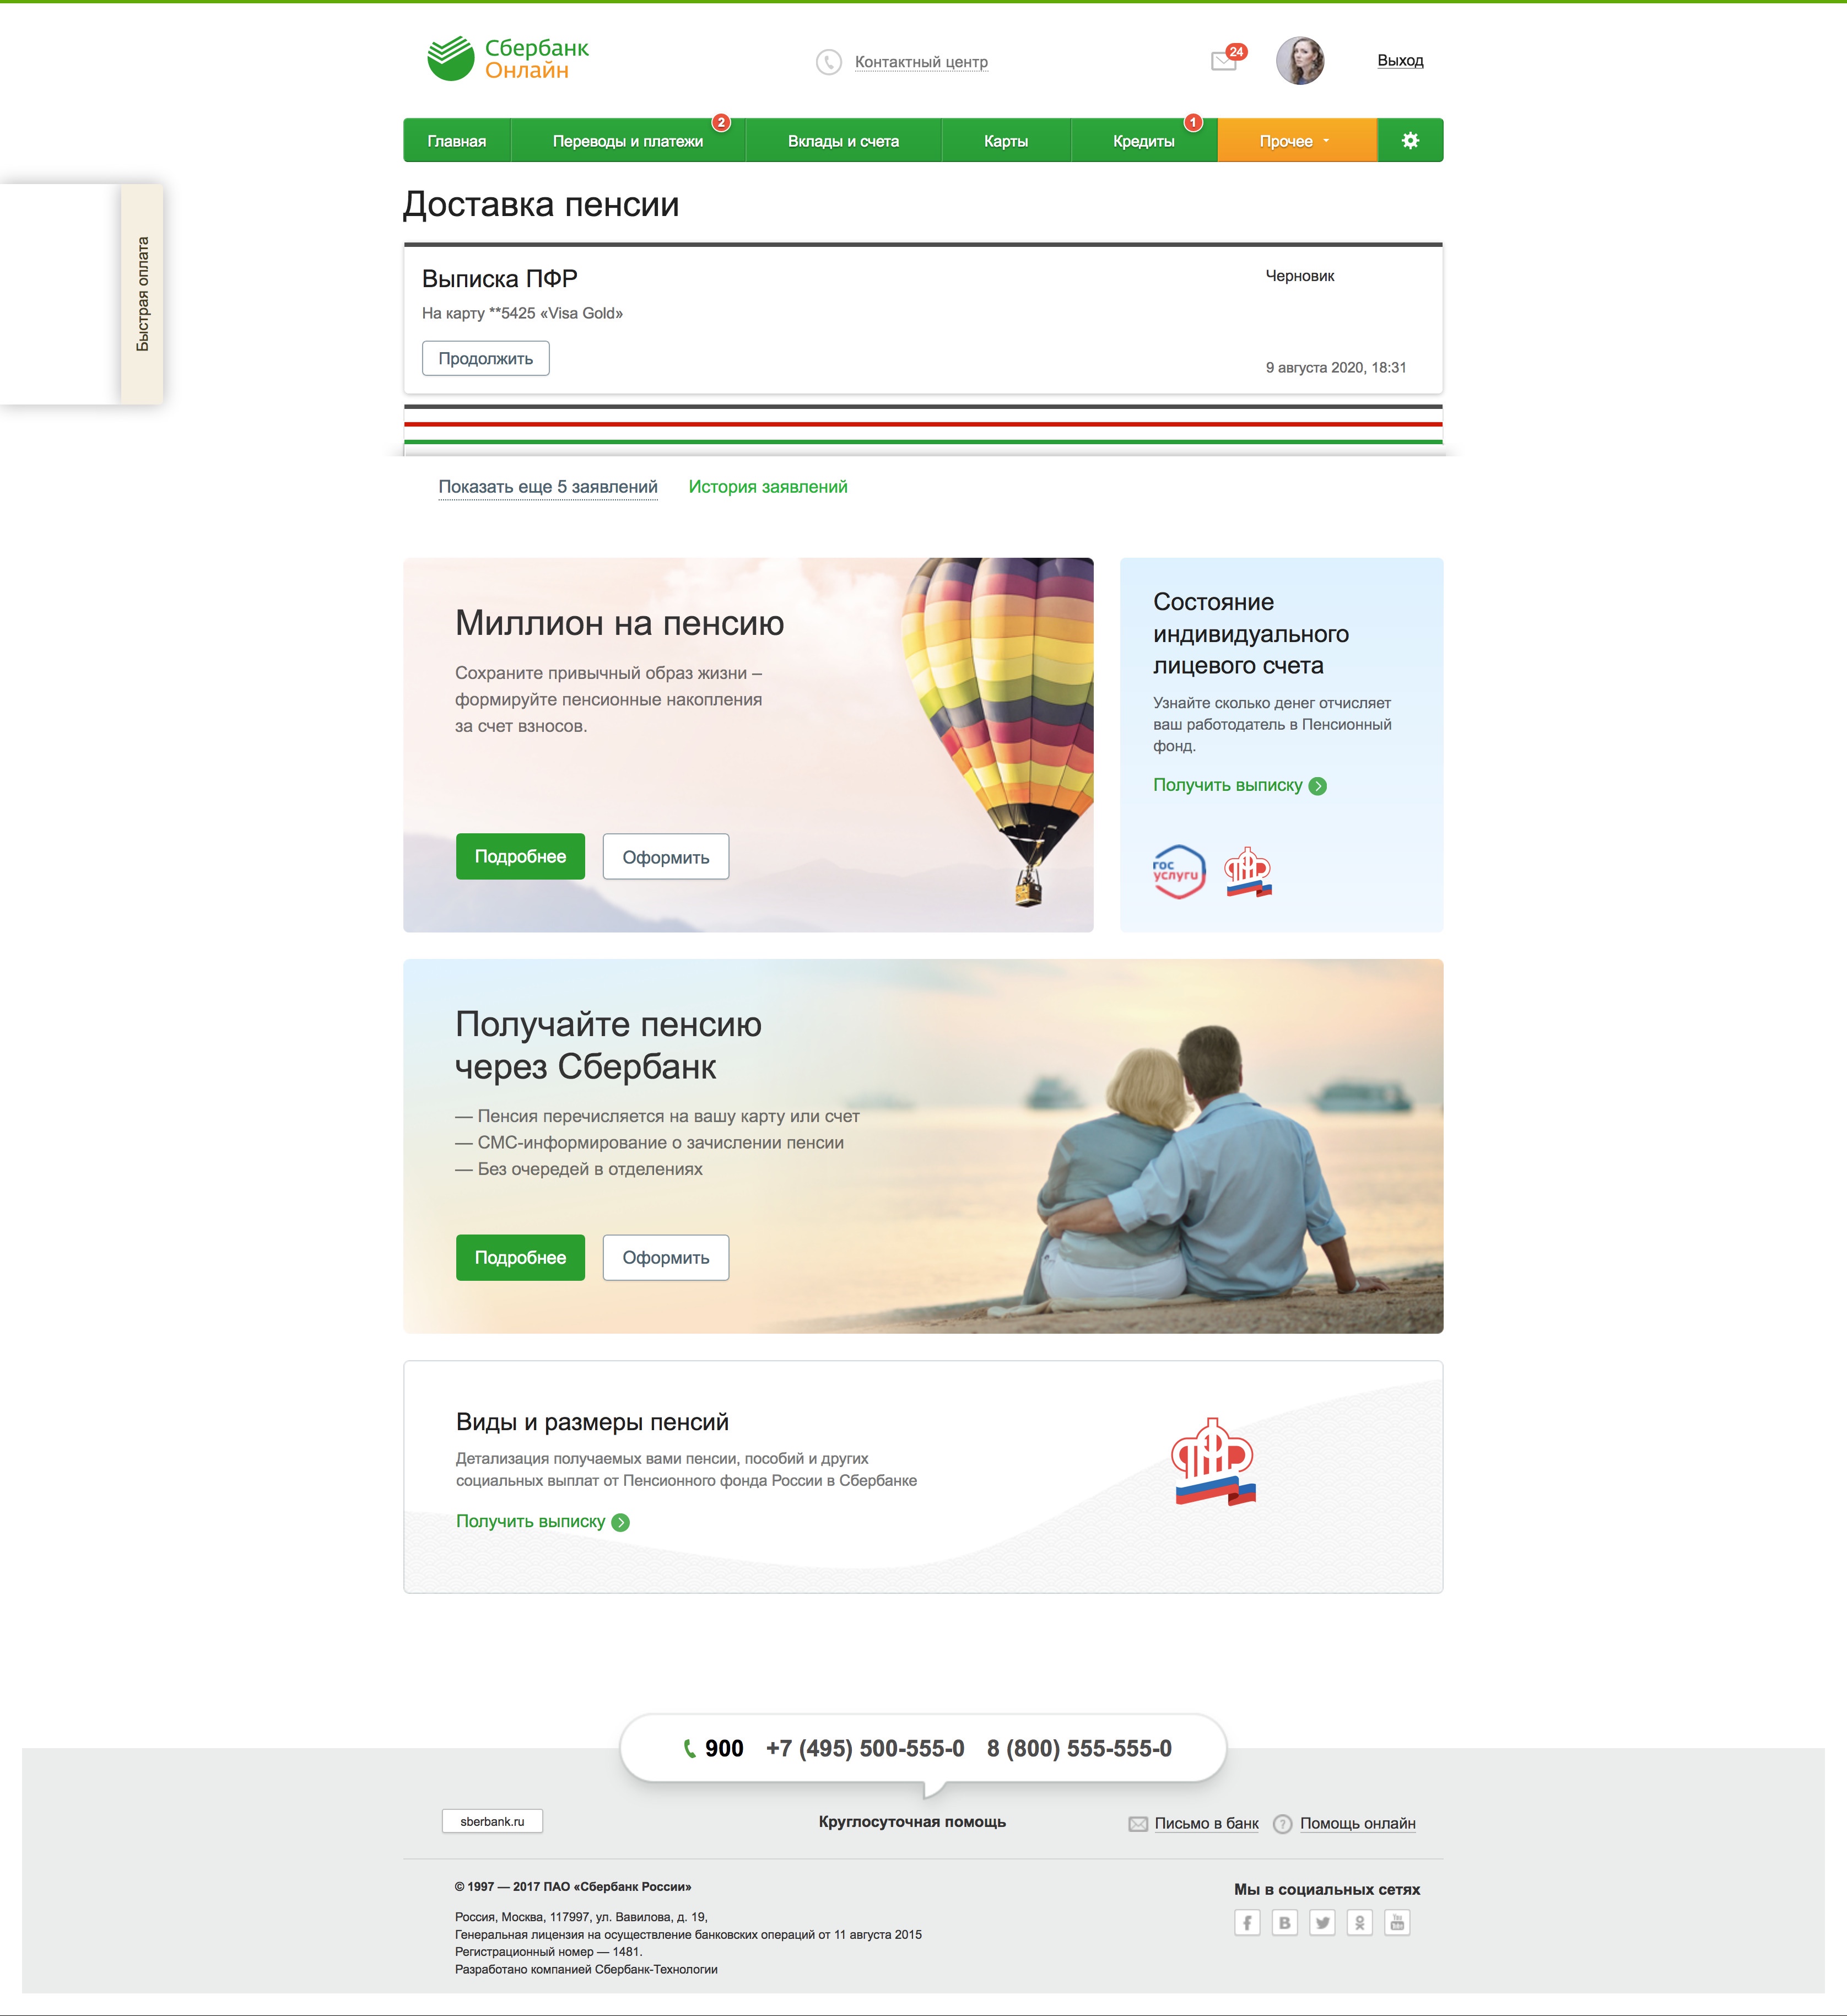 Сбербанк
Онлайн
Контактный центр
24
Выход
Главная
Переводы и платежи
2
Вклады и счета
Карты
Кредиты
1
Прочее
Быстрая оплата
Доставка пенсии
Выписка ПФР
Черновик
На карту **5425 «Visa Gold»
Продолжить
9 августа 2020, 18:31
Показать еще 5 заявлений
История заявлений
Миллион на пенсию
Сохраните привычный образ жизни –
формируйте пенсионные накопления
за счет взносов.
Подробнее
Оформить
Состояние
индивидуального
лицевого счета
Узнайте сколько денег отчисляет
ваш работодатель в Пенсионный
фонд.
Получить выписку
гос
услуги
ПФР
Получайте пенсию
через Сбербанк
— Пенсия перечисляется на вашу карту или счет
— СМС-информирование о зачислении пенсии
— Без очередей в отделениях
Подробнее
Оформить
Виды и размеры пенсий
Детализация получаемых вами пенсии, пособий и других
социальных выплат от Пенсионного фонда России в Сбербанке
Получить выписку
ПФР
900 +7 (495) 500-555-0 8 (800) 555-555-0
sberbank.ru
Круглосуточная помощь
Письмо в банк
Помощь онлайн
© 1997 — 2017 ПАО «Сбербанк России»
Россия, Москва, 117997, ул. Вавилова, д. 19,
Генеральная лицензия на осуществление банковских операций от 11 августа 2015
Регистрационный номер — 1481.
Разработано компанией Сбербанк-Технологии
Мы в социальных сетях
You
Tube